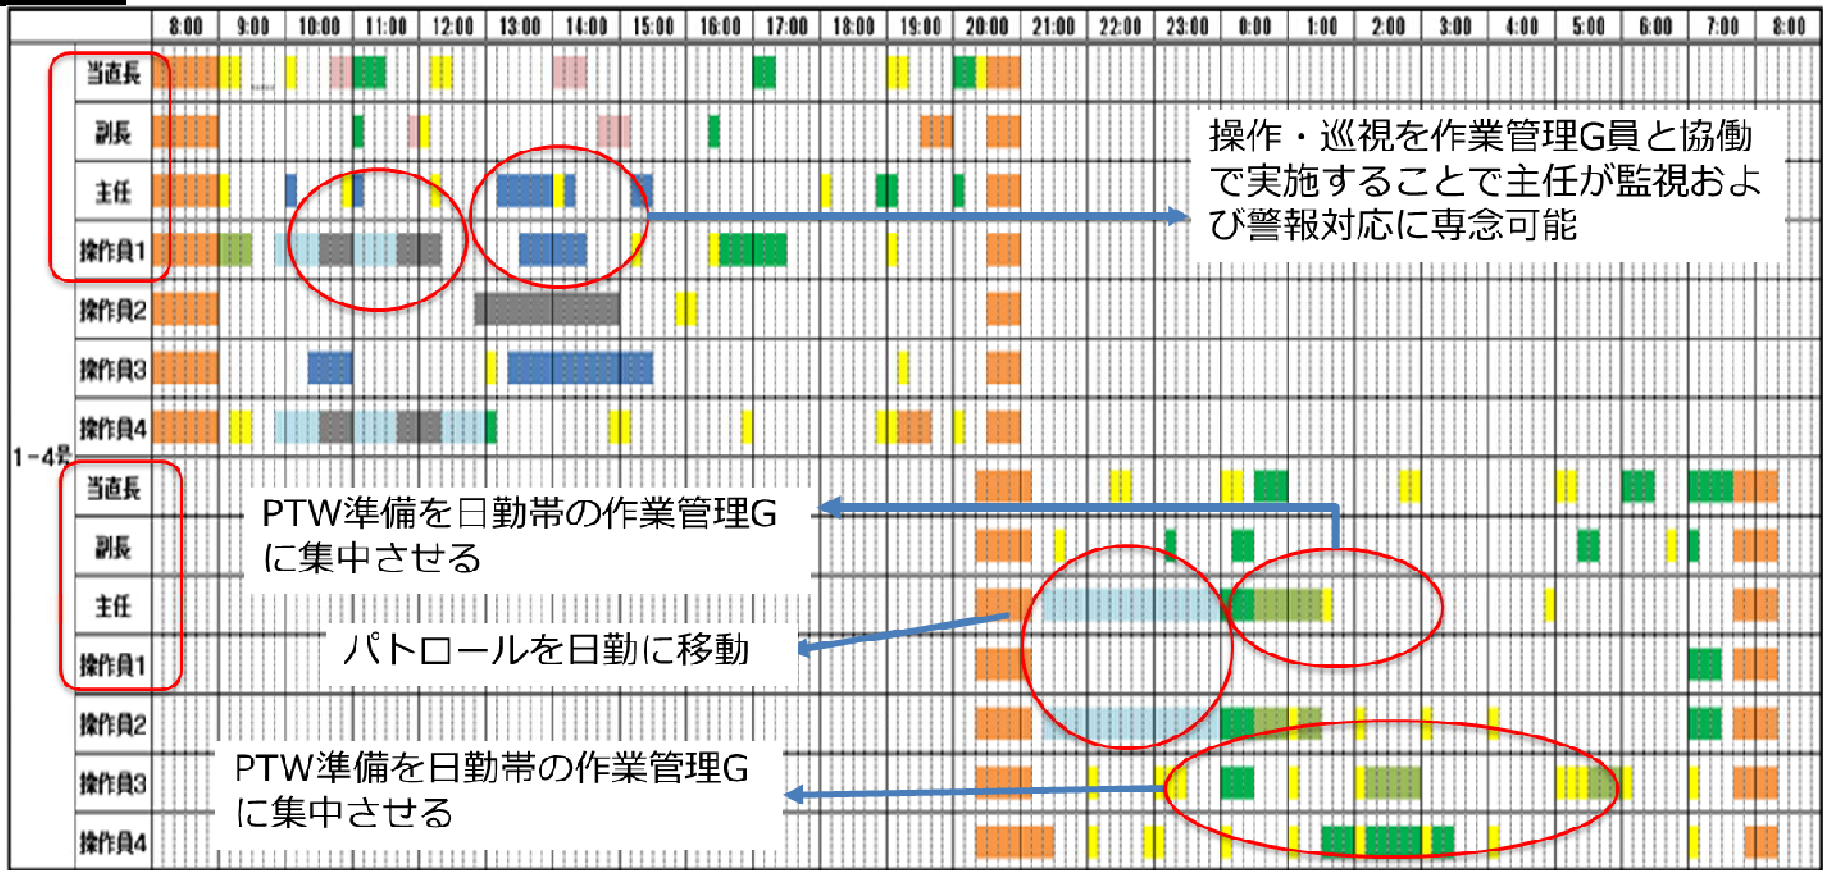 8:00 9:00 10:00 11:00 12:00 13:00 14:00 15:00 16:00 17:00 18:00 19:00 20:00 21:00 22:00 23:00 0:00 1:00 2:00 3:00 4:00 5:00 6:00 7:00 8:00
当直長
副長
操作・巡視を作業管理G員と協働
で実施することで主任が監視およ
び警報対応に専念可能
主任
操作員1
操作員2
操作員3
操作員4
1-4号
当直長
PTW準備を日勤帯の作業管理G
に集中させる
副長
主任
パトロールを日勤に移動
操作員1
操作員2
PTW準備を日勤帯の作業管理G
に集中させる
操作員3
操作員4